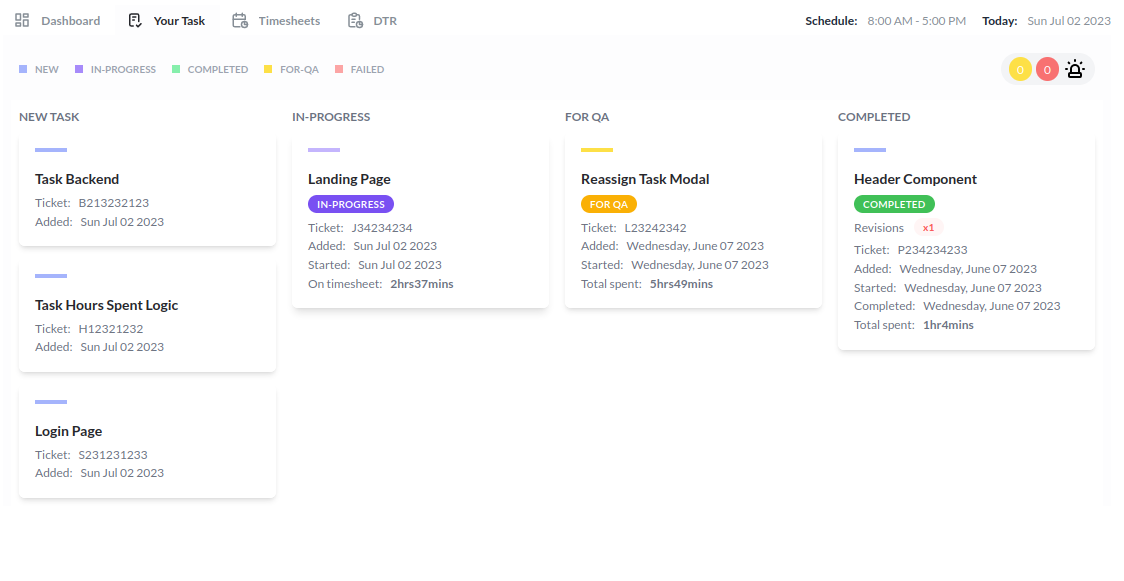 Dashboard Your Task Timesheets DTR Schedule: 8:00 AM - 5:00 PM Today: Sun Jul 02 2023
NEW IN-PROGRESS COMPLETED FOR-QA FAILED 0 0
NEW TASK
Task Backend
Ticket: B213232123
Added: Sun Jul 02 2023
Task Hours Spent Logic
Ticket: H12321232
Added: Sun Jul 02 2023
Login Page
Ticket: S231231233
Added: Sun Jul 02 2023
IN-PROGRESS
Landing Page
IN-PROGRESS
Ticket: J34234234
Added: Sun Jul 02 2023
Started: Sun Jul 02 2023
On timesheet: 2hrs37mins
FOR QA
Reassign Task Modal
FOR QA
Ticket: L23242342
Added: Wednesday, June 07 2023
Started: Wednesday, June 07 2023
Total spent: 5hrs49mins
COMPLETED
Header Component
COMPLETED
Revisions x1
Ticket: P234234233
Added: Wednesday, June 07 2023
Started: Wednesday, June 07 2023
Completed: Wednesday, June 07 2023
Total spent: 1hr4mins